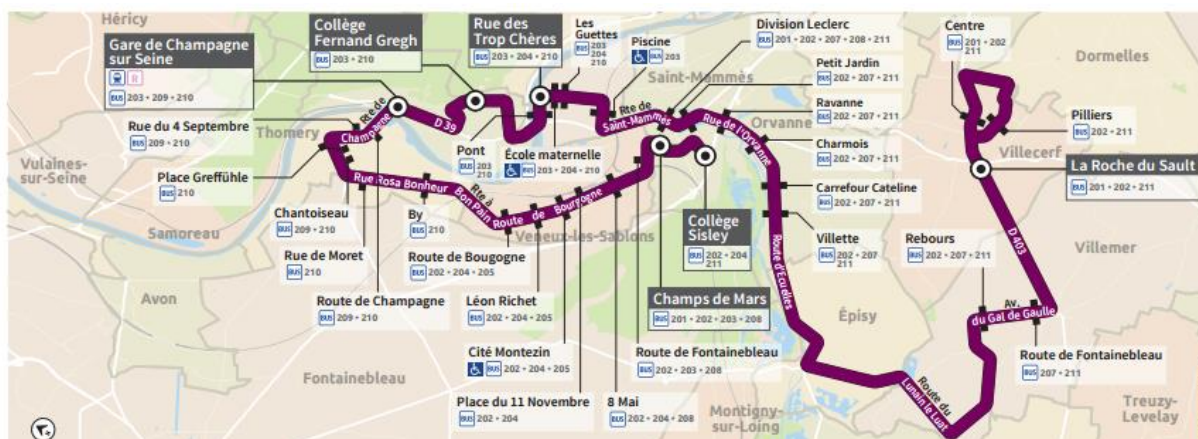 Héricy
Gare de Champagne
sur Seine
R
BUS 203 • 209 • 210
Collège
Fernand Gregh
BUS 203 • 210
Rue des
Trop Chères
BUS 203 • 204 • 210
Les
Guettes
BUS 203
204
210
Piscine
BUS 203
Division Leclerc
BUS 201 • 202 • 207 • 208 • 211
Centre
BUS 201 • 202
211
Dormelles
Saint-Mammès
Petit Jardin
BUS 202 • 207 • 211
Ravanne
BUS 202 • 207 • 211
Orvanne
Pilliers
BUS 202 • 211
Villecerf
Rue du 4 Septembre
BUS 209 • 210
Thomery
Rte de
Champagne
D 39
Rte de
Saint-Mammes
Rue de l'Orvanne
Charmois
BUS 202 • 207 • 211
La Roche du Sault
BUS 201 • 202 • 211
Vulaines-
sur-Seine
Place Greffühle
BUS 210
Pont
BUS 203
210
École maternelle
BUS 203 • 204 • 210
Carrefour Cateline
BUS 202 • 207 • 211
Rue Rosa Bonheur
Rte à
Bon Pain
Route de Bourgogne
Veneux-les-Sablons
Samoreau
Chantoiseau
BUS 209 • 210
By
BUS 210
Collège
Sisley
BUS 202 • 204
211
Villette
BUS 202 • 207
211
Rebours
BUS 202 • 207 • 211
D 403
Villemer
Rue de Moret
BUS 210
Route de Bougogne
BUS 202 • 204 • 205
Route d'Ecuelles
Avon
Route de Champagne
BUS 209 • 210
Léon Richet
BUS 202 • 204 • 205
Champs de Mars
BUS 201 • 202 • 203 • 208
Épisy
Av.
du Gal de Gaulle
Cité Montezin
BUS 202 • 204 • 205
Route de Fontainebleau
BUS 202 • 203 • 208
Route de Fontainebleau
BUS 207 • 211
Fontainebleau
Place du 11 Novembre
BUS 202 • 204
8 Mai
BUS 202 • 204 • 208
Montigny-
sur-Loing
Route du
Lunain le Luat
Treuzy-
Levelay